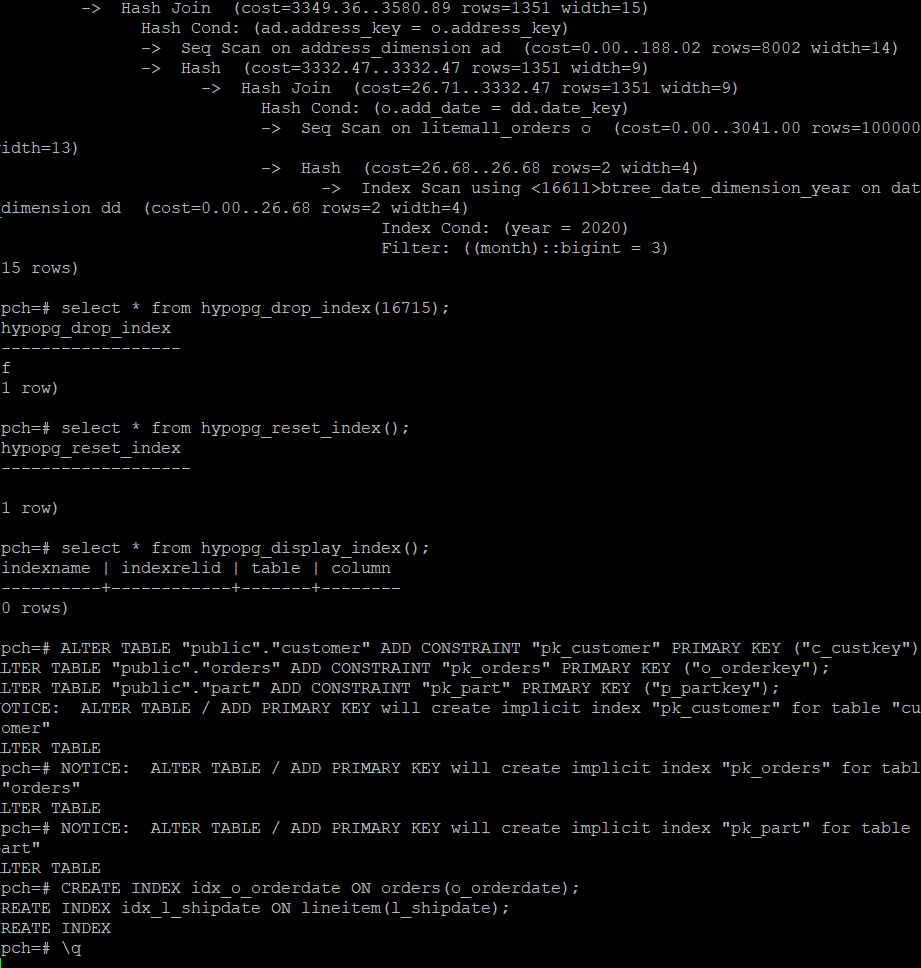 -> Hash Join (cost=3349.36..3580.89 rows=1351 width=15)
Hash Cond: (ad.address_key = o.address_key)
-> Seq Scan on address_dimension ad (cost=0.00..188.02 rows=8002 width=14)
-> Hash (cost=3332.47..3332.47 rows=1351 width=9)
-> Hash Join (cost=26.71..3332.47 rows=1351 width=9)
Hash Cond: (o.add_date = dd.date_key)
-> Seq Scan on litemall_orders o (cost=0.00..3041.00 rows=100000
idth=13)
-> Hash (cost=26.68..26.68 rows=2 width=4)
-> Index Scan using <16611>btree_date_dimension_year on dat
_dimension dd (cost=0.00..26.68 rows=2 width=4)
Index Cond: (year = 2020)
Filter: ((month)::bigint = 3)
15 rows)
pch=# select * from hypopg_drop_index(16715);
hypopg_drop_index
------------------
f
1 row)
pch=# select * from hypopg_reset_index();
hypopg_reset_index
-------------------
1 row)
pch=# select * from hypopg_display_index();
indexname | indexrelid | table | column
----------+------------+-------+--------
0 rows)
pch=# ALTER TABLE "public"."customer" ADD CONSTRAINT "pk_customer" PRIMARY KEY ("c_custkey")
LTER TABLE "public"."orders" ADD CONSTRAINT "pk_orders" PRIMARY KEY ("o_orderkey");
LTER TABLE "public"."part" ADD CONSTRAINT "pk_part" PRIMARY KEY ("p_partkey");
OTICE: ALTER TABLE / ADD PRIMARY KEY will create implicit index "pk_customer" for table "cu
omer"
LTER TABLE
pch=# NOTICE: ALTER TABLE / ADD PRIMARY KEY will create implicit index "pk_orders" for tabl
"orders"
LTER TABLE
pch=# NOTICE: ALTER TABLE / ADD PRIMARY KEY will create implicit index "pk_part" for table
art"
LTER TABLE
pch=# CREATE INDEX idx_o_orderdate ON orders(o_orderdate);
REATE INDEX idx_l_shipdate ON lineitem(l_shipdate);
REATE INDEX
pch=# \q